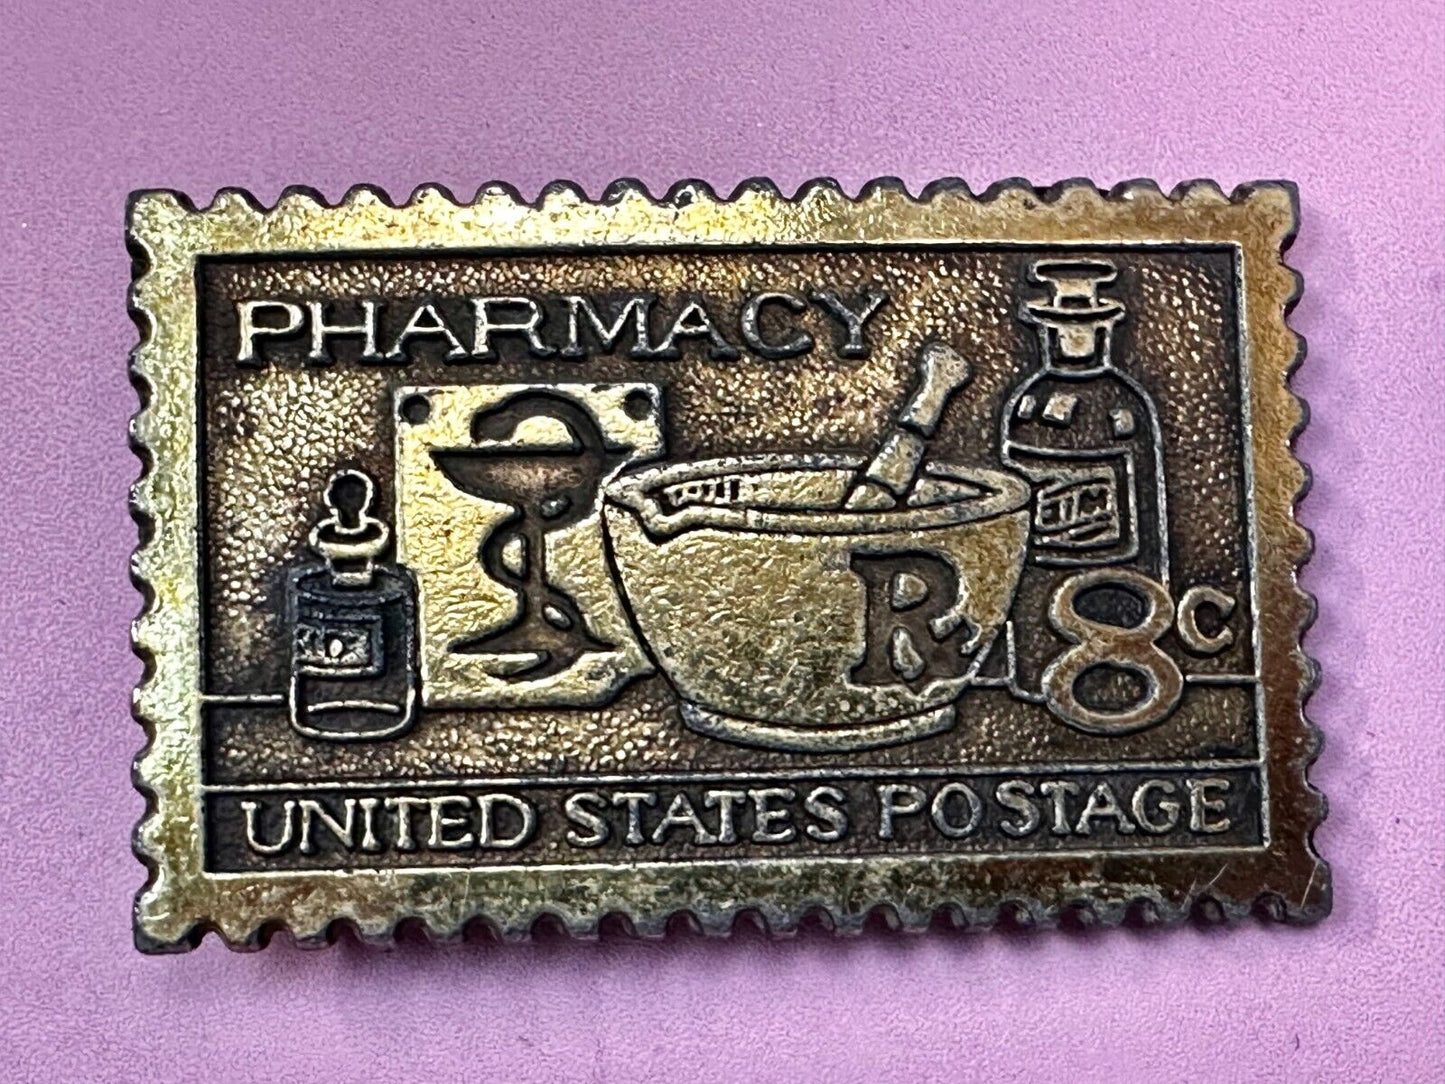 PHARMACY
R
8c
UNITED STATES POSTAGE